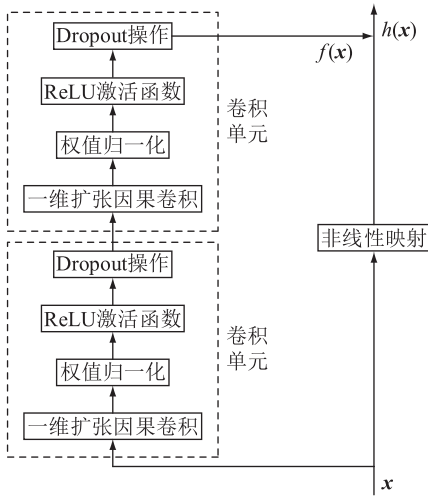 Dropout操作
h(x)
f(x)
ReLU激活函数
卷积
单元
权值归一化
一维扩张因果卷积
非线性映射
Dropout操作
ReLU激活函数
卷积
单元
权值归一化
一维扩张因果卷积
x